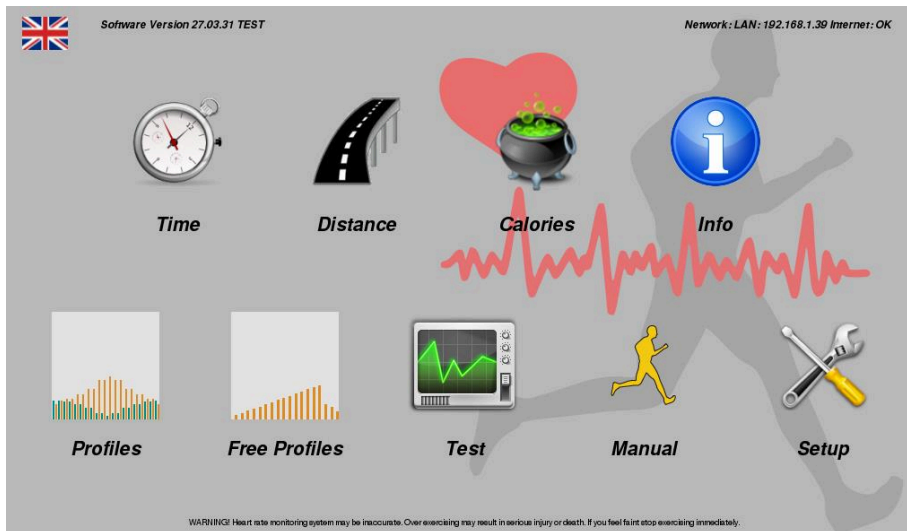 Software Version 27.03.31 TEST
Network: LAN: 192.168.1.39 Internet: OK
Time
Distance
Calories
Info
Profiles
Free Profiles
Test
Manual
Setup
WARNING! Heart rate monitoring system may be inaccurate. Over exercising may result in serious injury or death. If you feel faint stop exercising immediately.